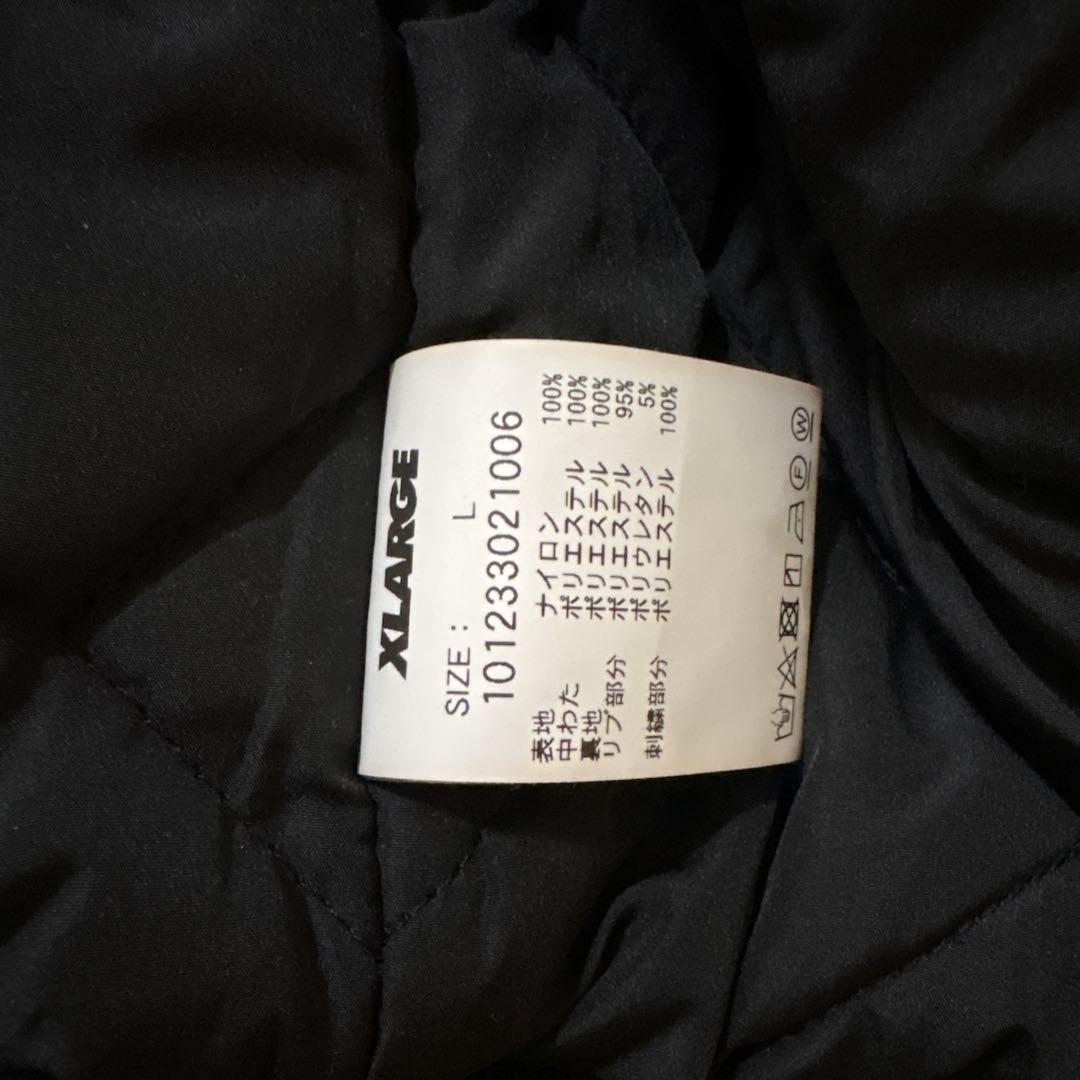 XLARGE
SIZE： L
101233021006
表地 ナイロン 100%
中わた ポリエステル 100%
裏地 ポリエステル 100%
リブ部分 ポリエステル 95%
ポリウレタン 5%
刺繍部分 ポリエステル 100%
F W